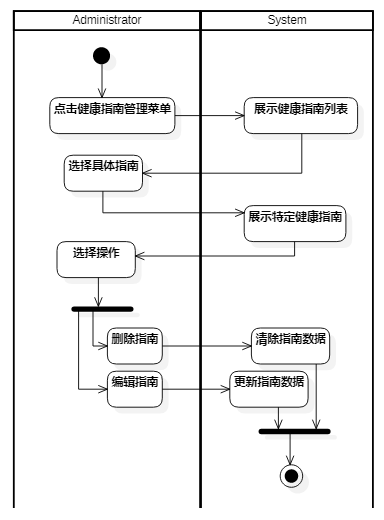 Administrator
System
点击健康指南管理菜单
展示健康指南列表
选择具体指南
展示特定健康指南
选择操作
删除指南
清除指南数据
编辑指南
更新指南数据